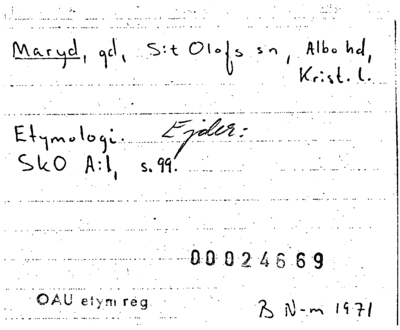 Maryd, gd, S:t Olofs sn, Albo hd,
Krist. l.
Etymologi. Ejder:
SkO A:1, s. 99.
00024669
OAU etym reg.
B N-m 1971